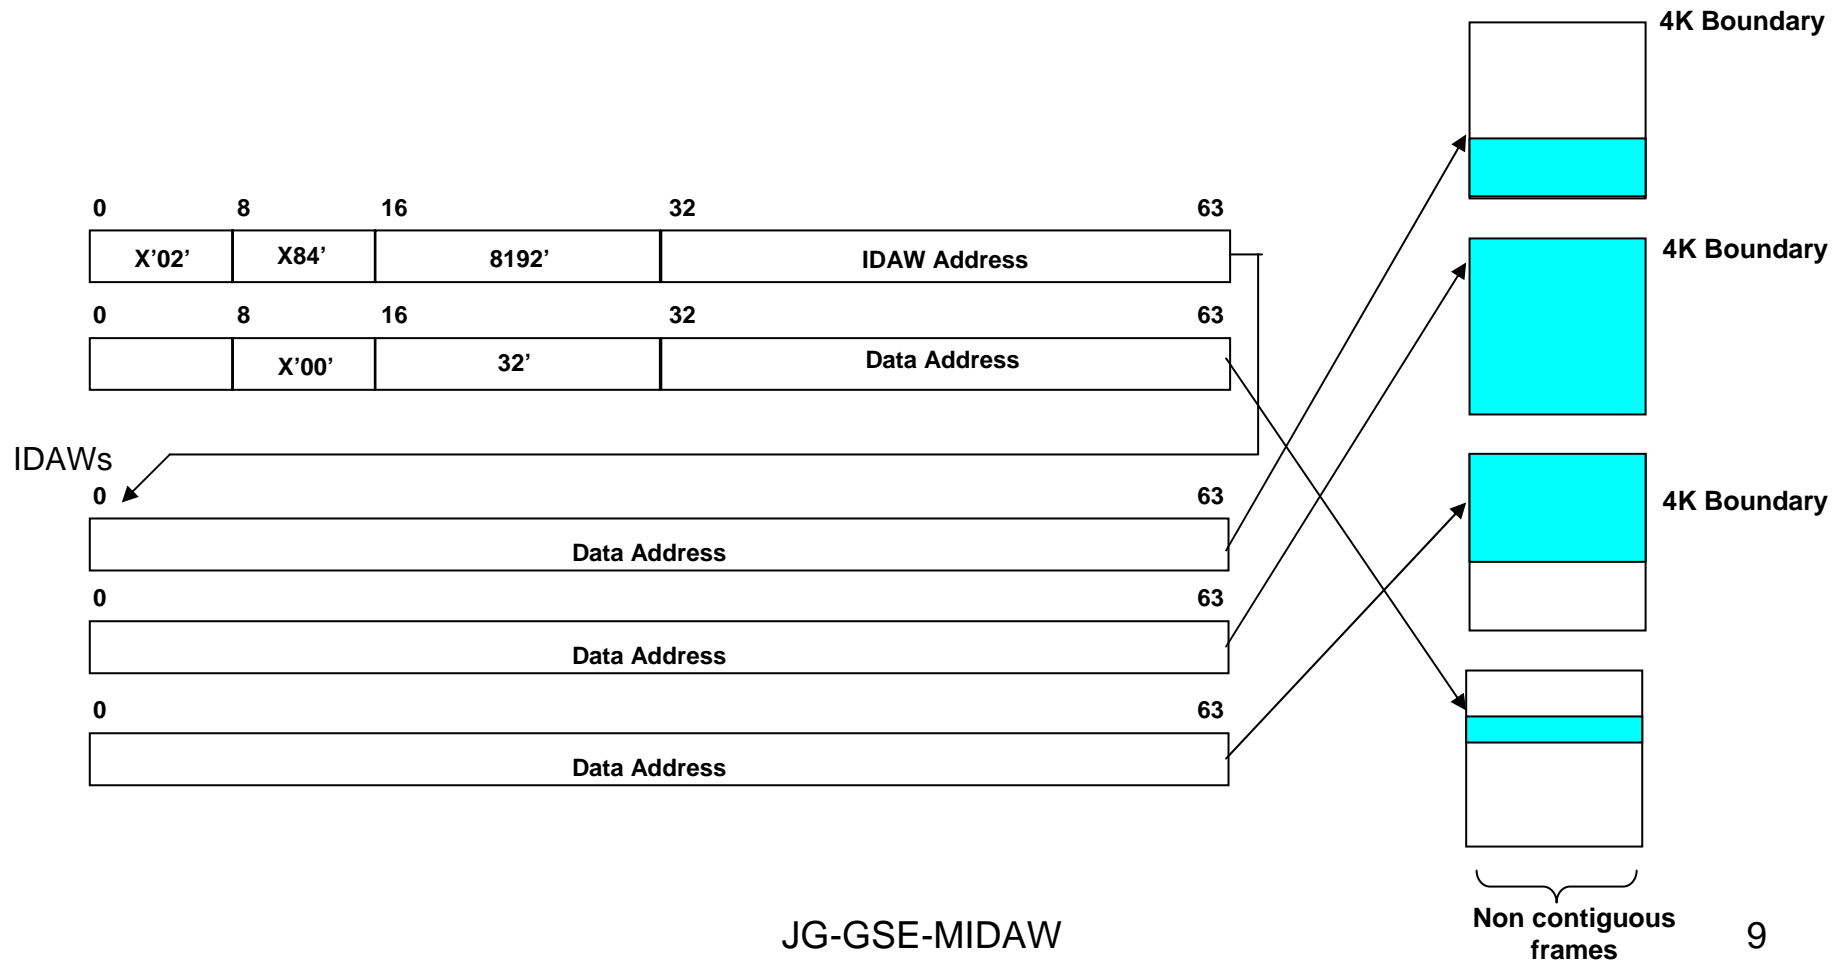 4K Boundary
0 8 16 32 63
X'02' X84' 8192' IDAW Address
4K Boundary
0 8 16 32 63
X'00' 32' Data Address
IDAWs
0 63
4K Boundary
Data Address
0 63
Data Address
0 63
Data Address
Non contiguous
frames
JG-GSE-MIDAW
9